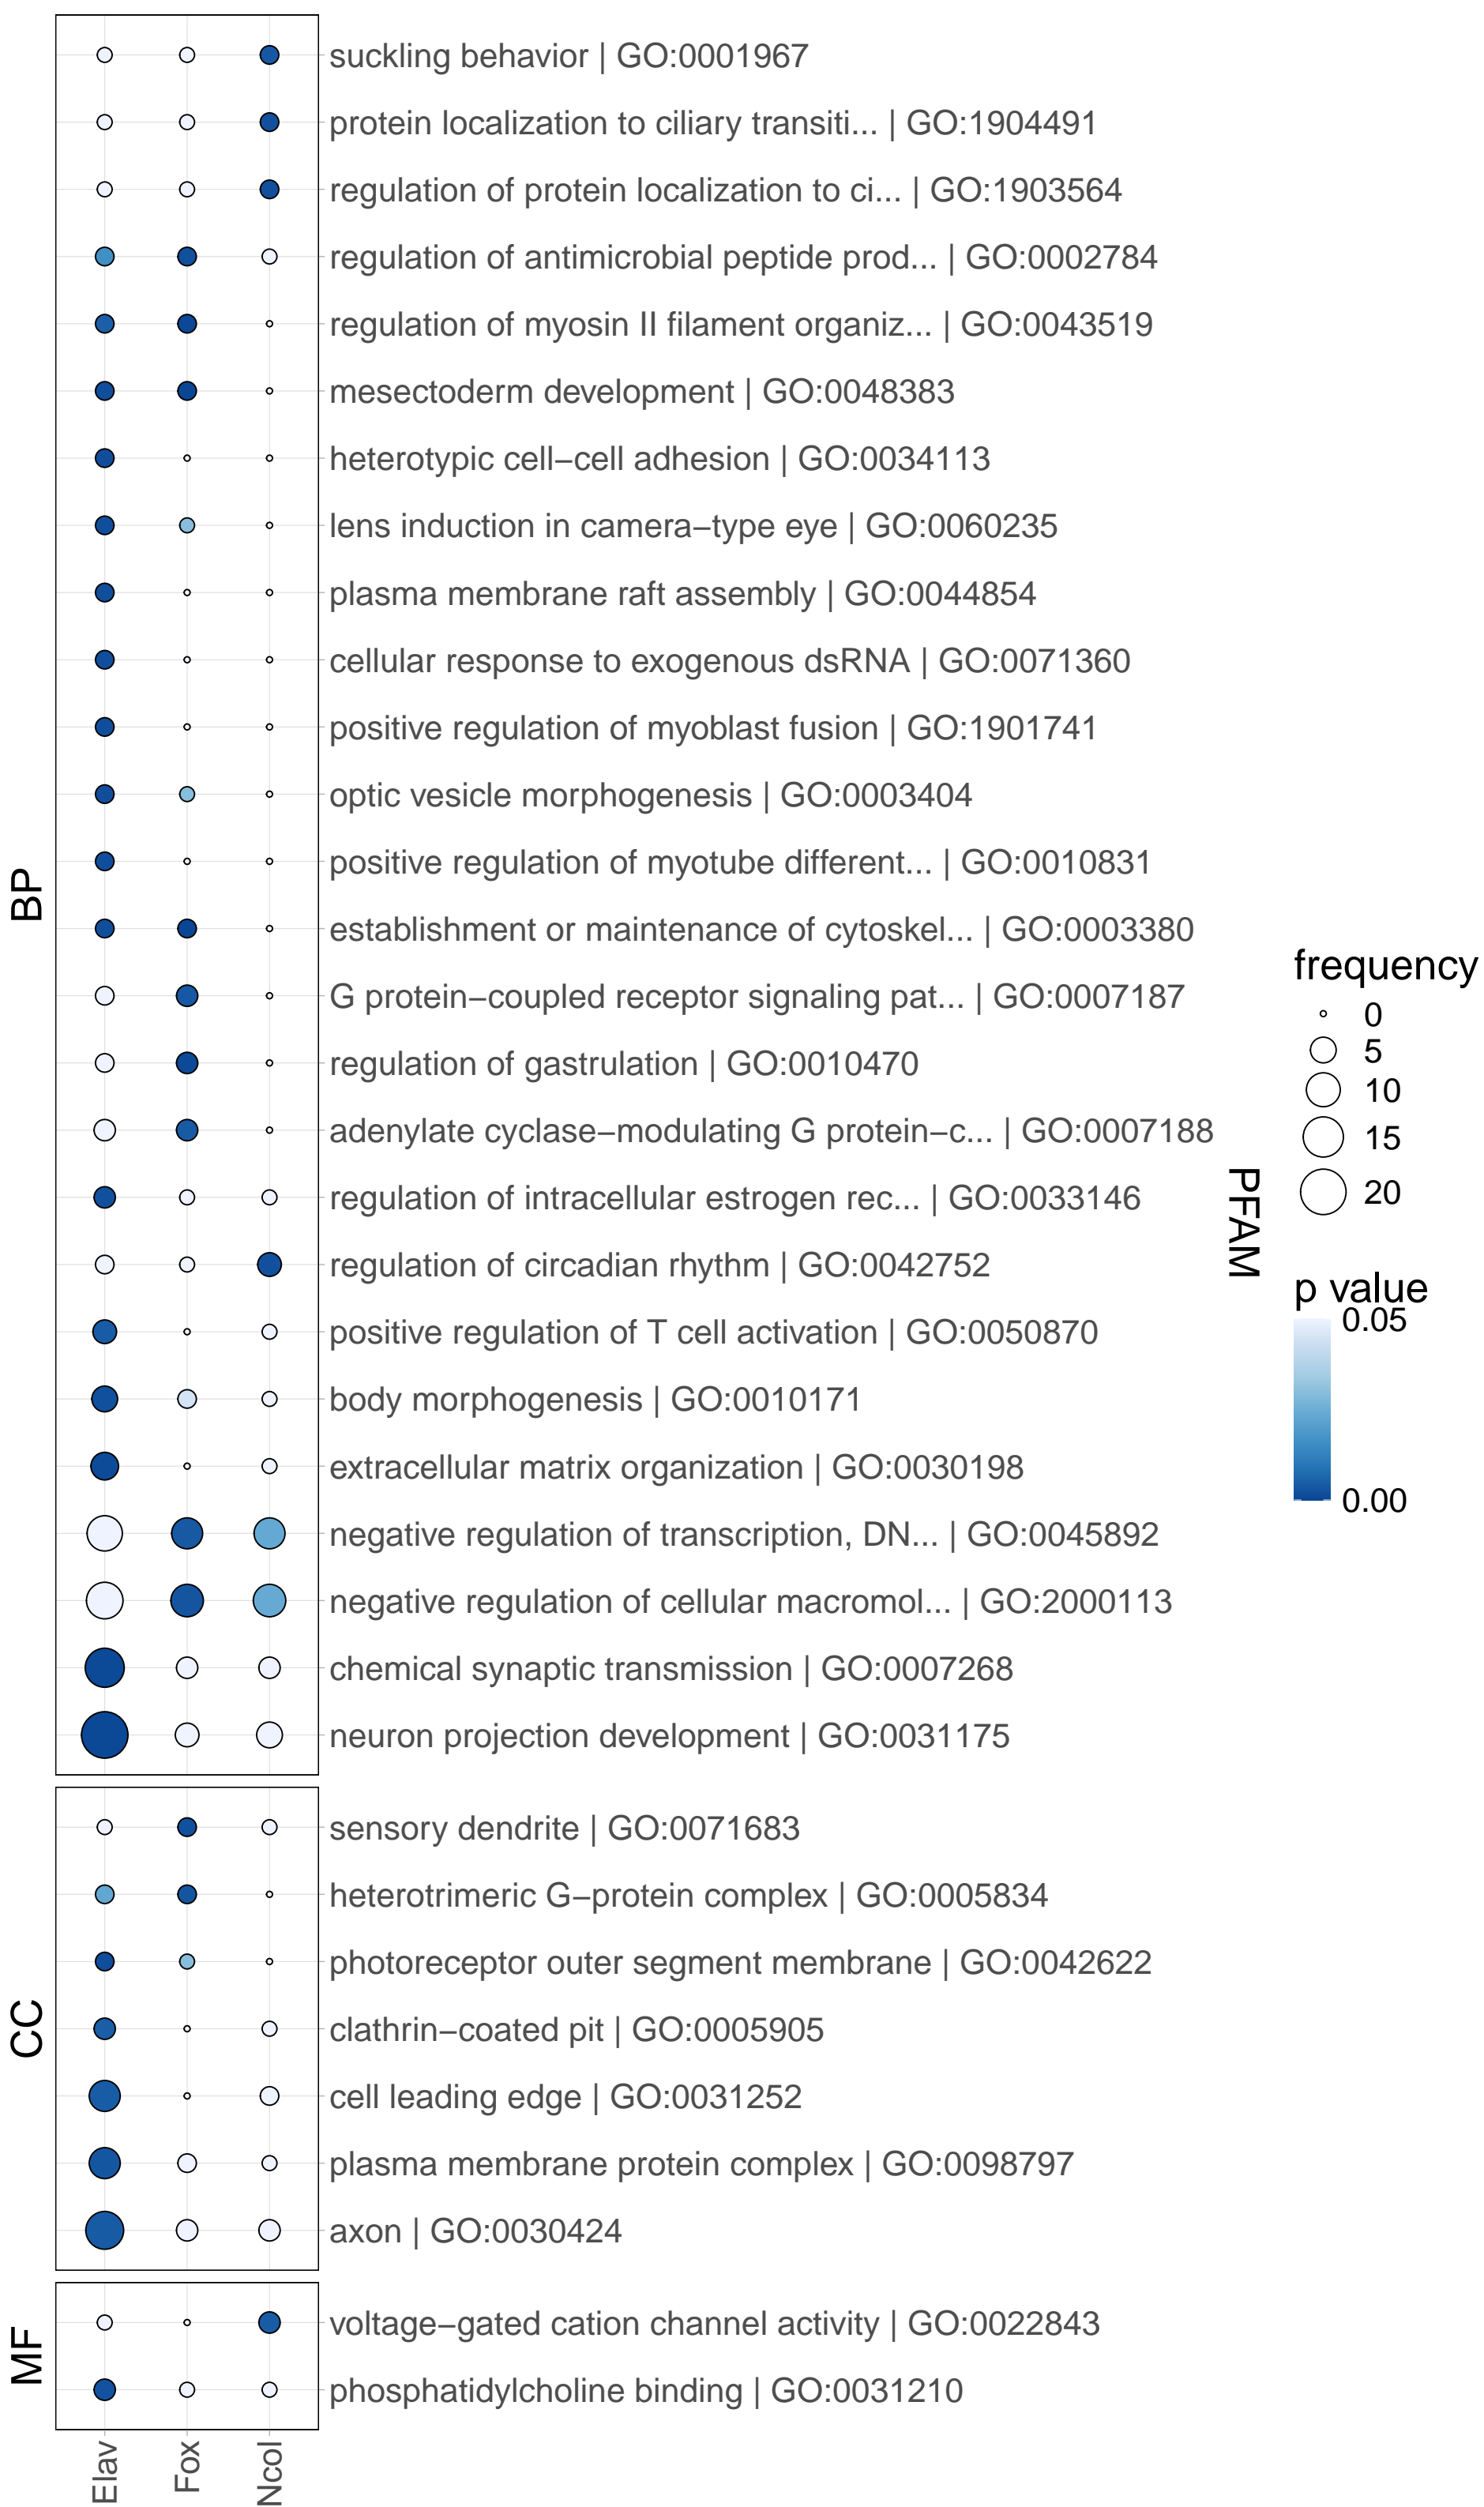 suckling behavior | GO:0001967
protein localization to ciliary transiti... | GO:1904491
regulation of protein localization to ci... | GO:1903564
regulation of antimicrobial peptide prod... | GO:0002784
regulation of myosin II filament organiz... | GO:0043519
mesectoderm development | GO:0048383
heterotypic cell−cell adhesion | GO:0034113
lens induction in camera−type eye | GO:0060235
plasma membrane raft assembly | GO:0044854
cellular response to exogenous dsRNA | GO:0071360
positive regulation of myoblast fusion | GO:1901741
optic vesicle morphogenesis | GO:0003404
positive regulation of myotube different... | GO:0010831
establishment or maintenance of cytoskel... | GO:0003380
G protein−coupled receptor signaling pat... | GO:0007187
regulation of gastrulation | GO:0010470
adenylate cyclase−modulating G protein−c... | GO:0007188
regulation of intracellular estrogen rec... | GO:0033146
regulation of circadian rhythm | GO:0042752
positive regulation of T cell activation | GO:0050870
body morphogenesis | GO:0010171
extracellular matrix organization | GO:0030198
negative regulation of transcription, DN... | GO:0045892
negative regulation of cellular macromol... | GO:2000113
chemical synaptic transmission | GO:0007268
neuron projection development | GO:0031175
BP
sensory dendrite | GO:0071683
heterotrimeric G−protein complex | GO:0005834
photoreceptor outer segment membrane | GO:0042622
clathrin−coated pit | GO:0005905
cell leading edge | GO:0031252
plasma membrane protein complex | GO:0098797
axon | GO:0030424
CC
voltage−gated cation channel activity | GO:0022843
phosphatidylcholine binding | GO:0031210
MF
Elav
Fox
Ncol
PFAM
frequency
0
5
10
15
20
p value
0.05
0.00